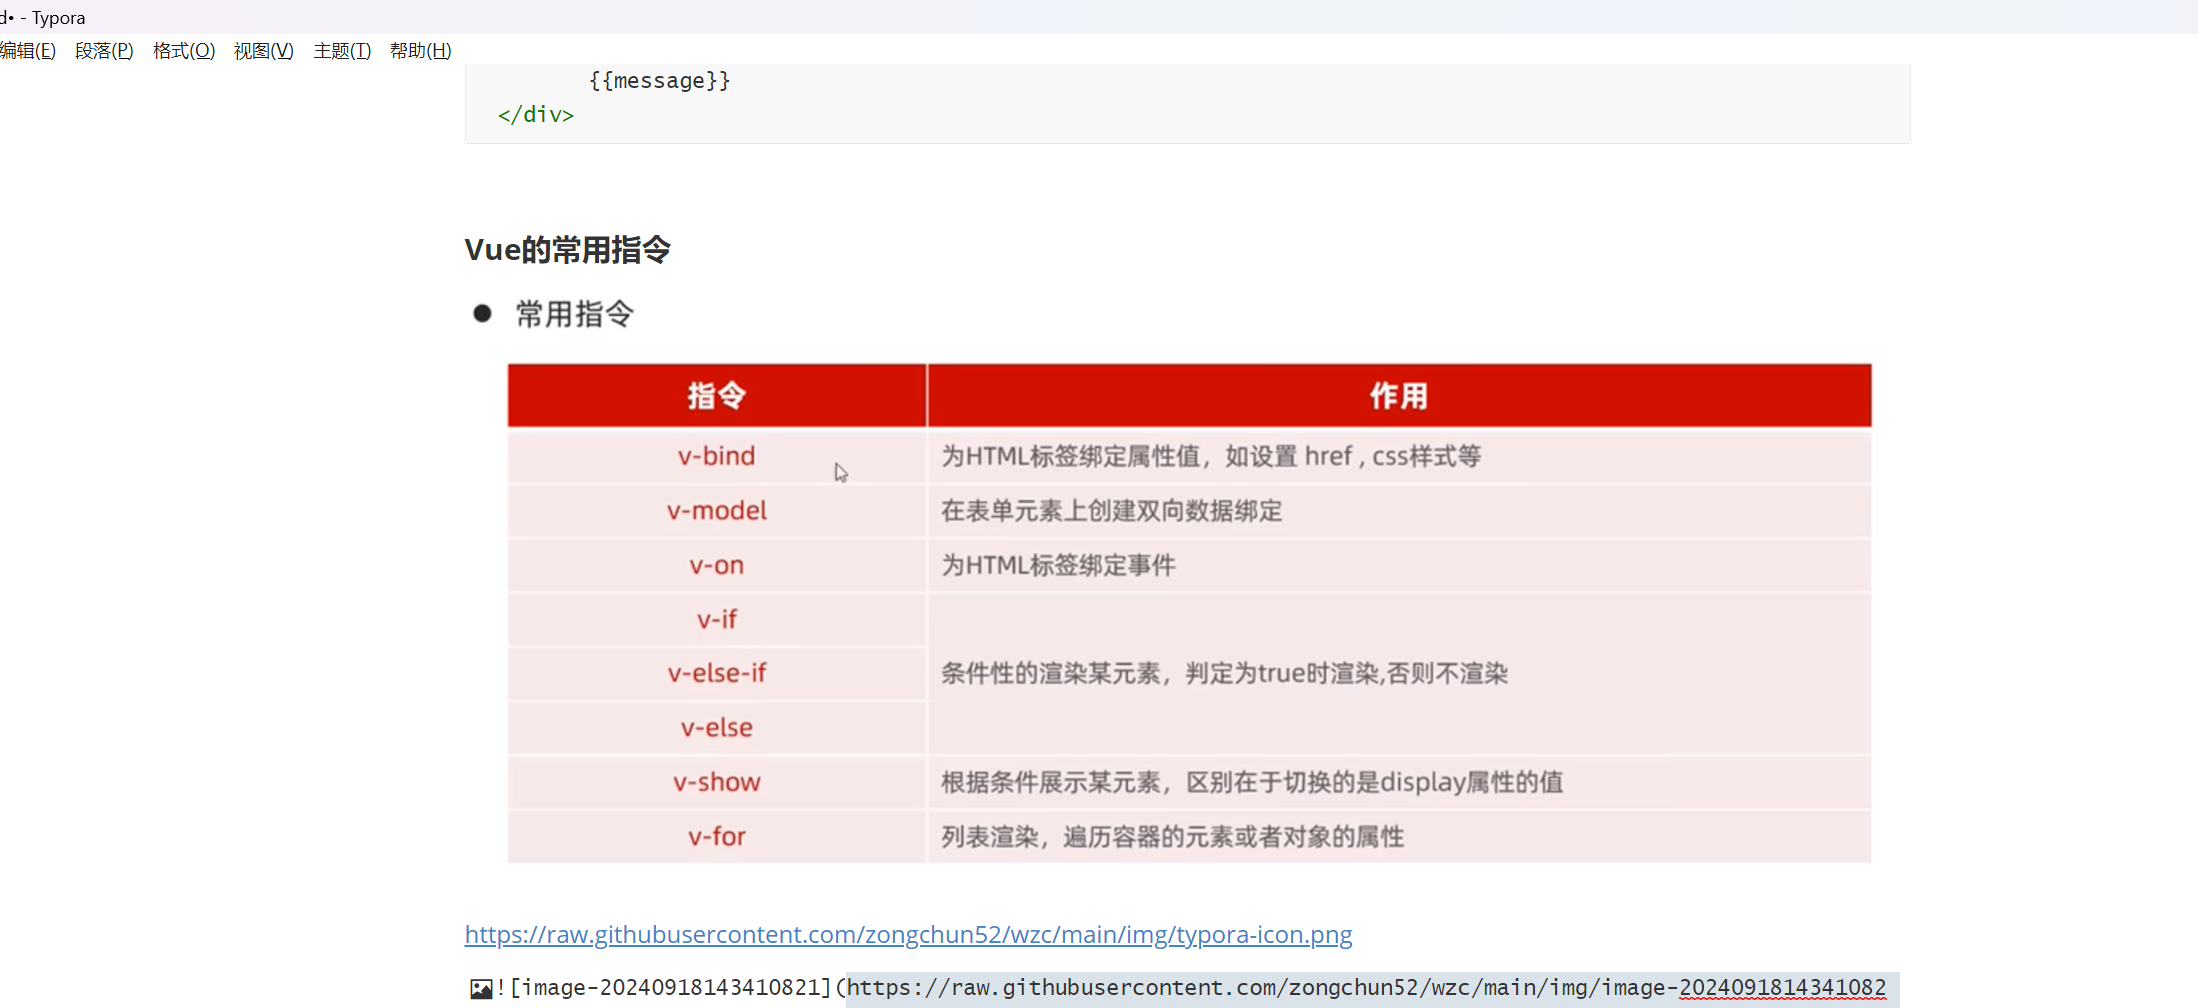 d• - Typora
编辑(E) 段落(P) 格式(O) 视图(V) 主题(T) 帮助(H)
{{message}}
</div>
Vue的常用指令
● 常用指令
指令 作用
v-bind 为HTML标签绑定属性值，如设置 href , css样式等
v-model 在表单元素上创建双向数据绑定
v-on 为HTML标签绑定事件
v-if
v-else-if 条件性的渲染某元素，判定为true时渲染,否则不渲染
v-else
v-show 根据条件展示某元素，区别在于切换的是display属性的值
v-for 列表渲染，遍历容器的元素或者对象的属性
https://raw.githubusercontent.com/zongchun52/wzc/main/img/typora-icon.png
![image-20240918143410821](https://raw.githubusercontent.com/zongchun52/wzc/main/img/image-2024091814341082